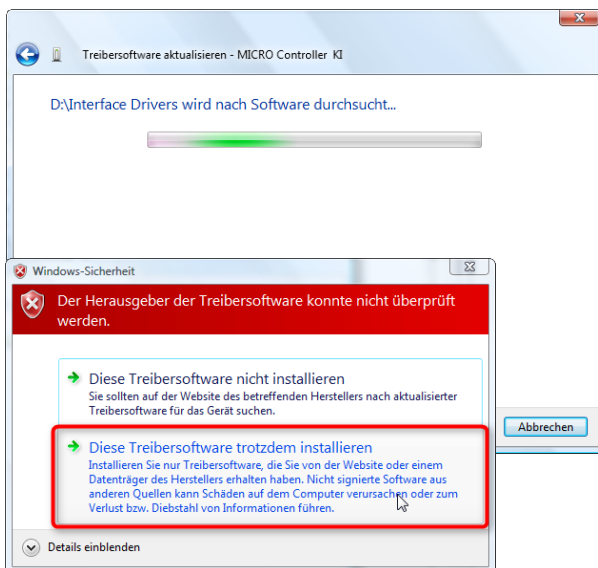 Treibersoftware aktualisieren - MICRO Controller KI
D:\Interface Drivers wird nach Software durchsucht...
Windows-Sicherheit
Der Herausgeber der Treibersoftware konnte nicht überprüft
werden.
Diese Treibersoftware nicht installieren
Sie sollten auf der Website des betreffenden Herstellers nach aktualisierter
Treibersoftware für das Gerät suchen.
Abbrechen
Diese Treibersoftware trotzdem installieren
Installieren Sie nur Treibersoftware, die Sie von der Website oder einem
Datenträger des Herstellers erhalten haben. Nicht signierte Software aus
anderen Quellen kann Schäden auf dem Computer verursachen oder zum
Verlust bzw. Diebstahl von Informationen führen.
Details einblenden